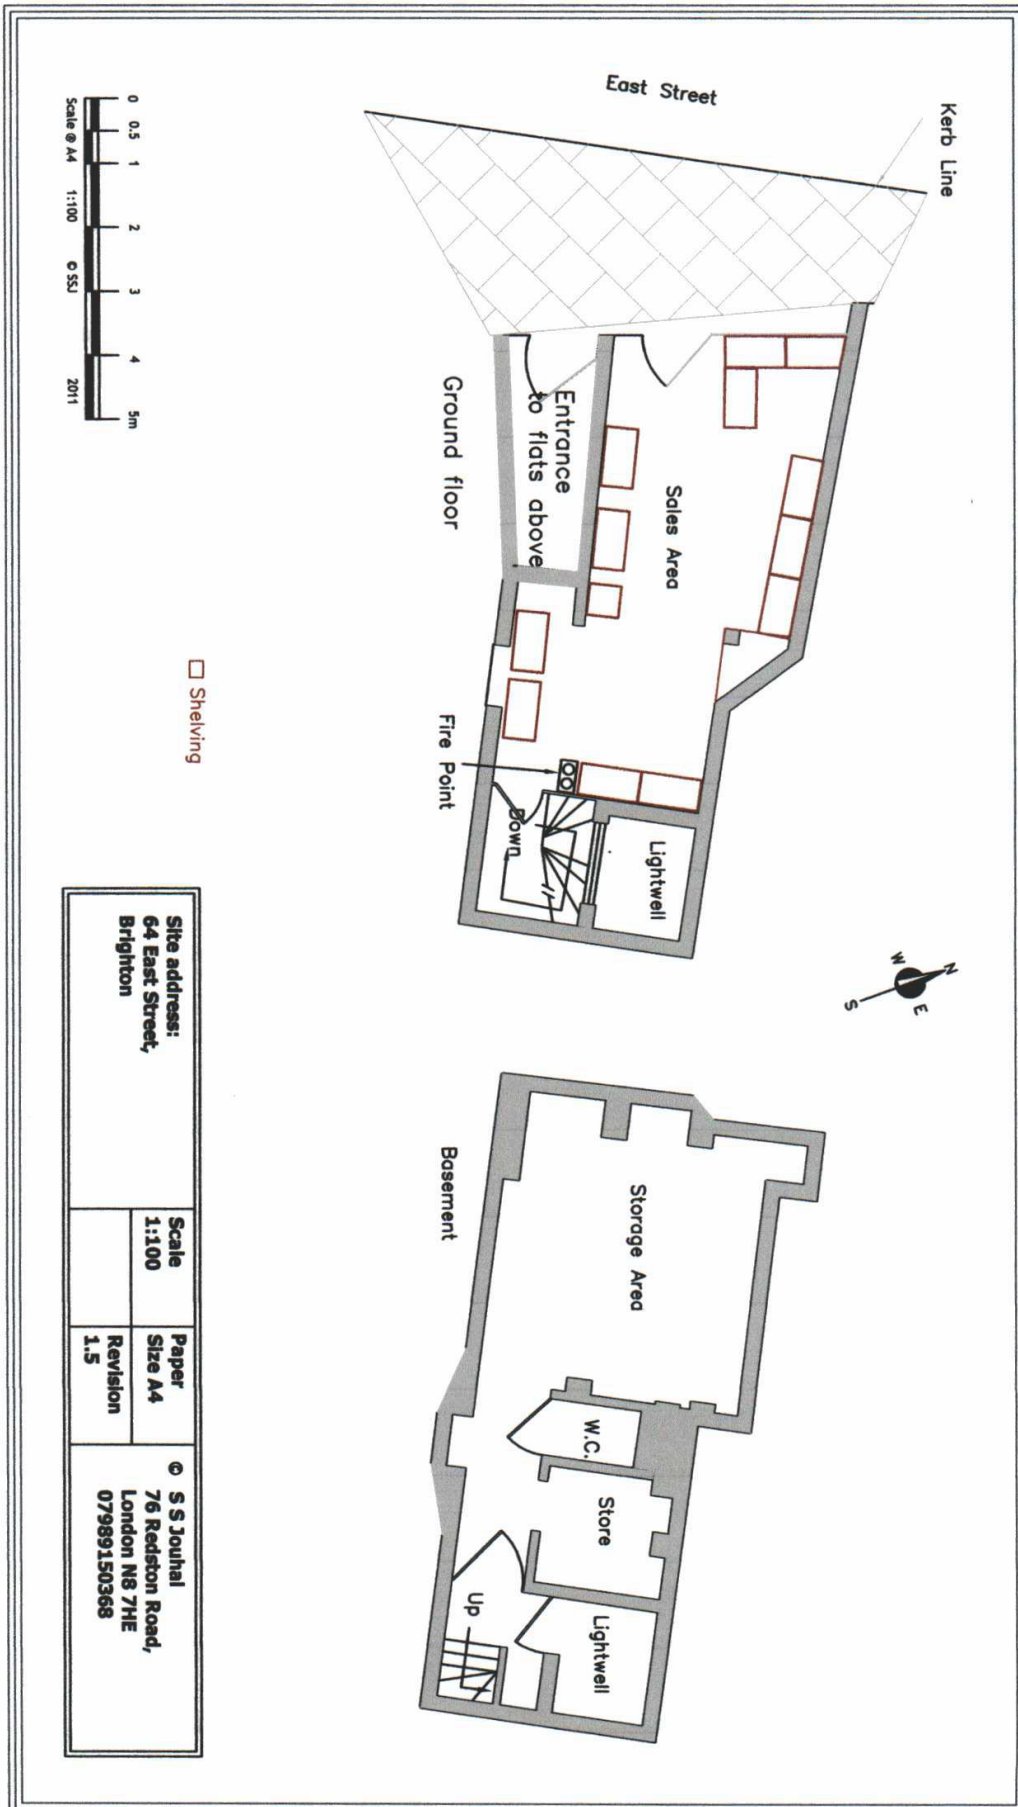 Kerb Line
East Street
Sales Area
Entrance
to flats above
Ground floor
Fire Point
Down
Lightwell
N
W
E
S
Storage Area
W.C.
Store
Lightwell
Up
Basement
Shelving
0 0.5 1 2 3 4 5m
Scale @ A4 1:100 © SSJ 2011
Site address:
64 East Street,
Brighton
Scale
1:100
Paper
Size A4
Revision
1.5
© S S Jouhal
76 Redston Road,
London N8 7HE
07989150368